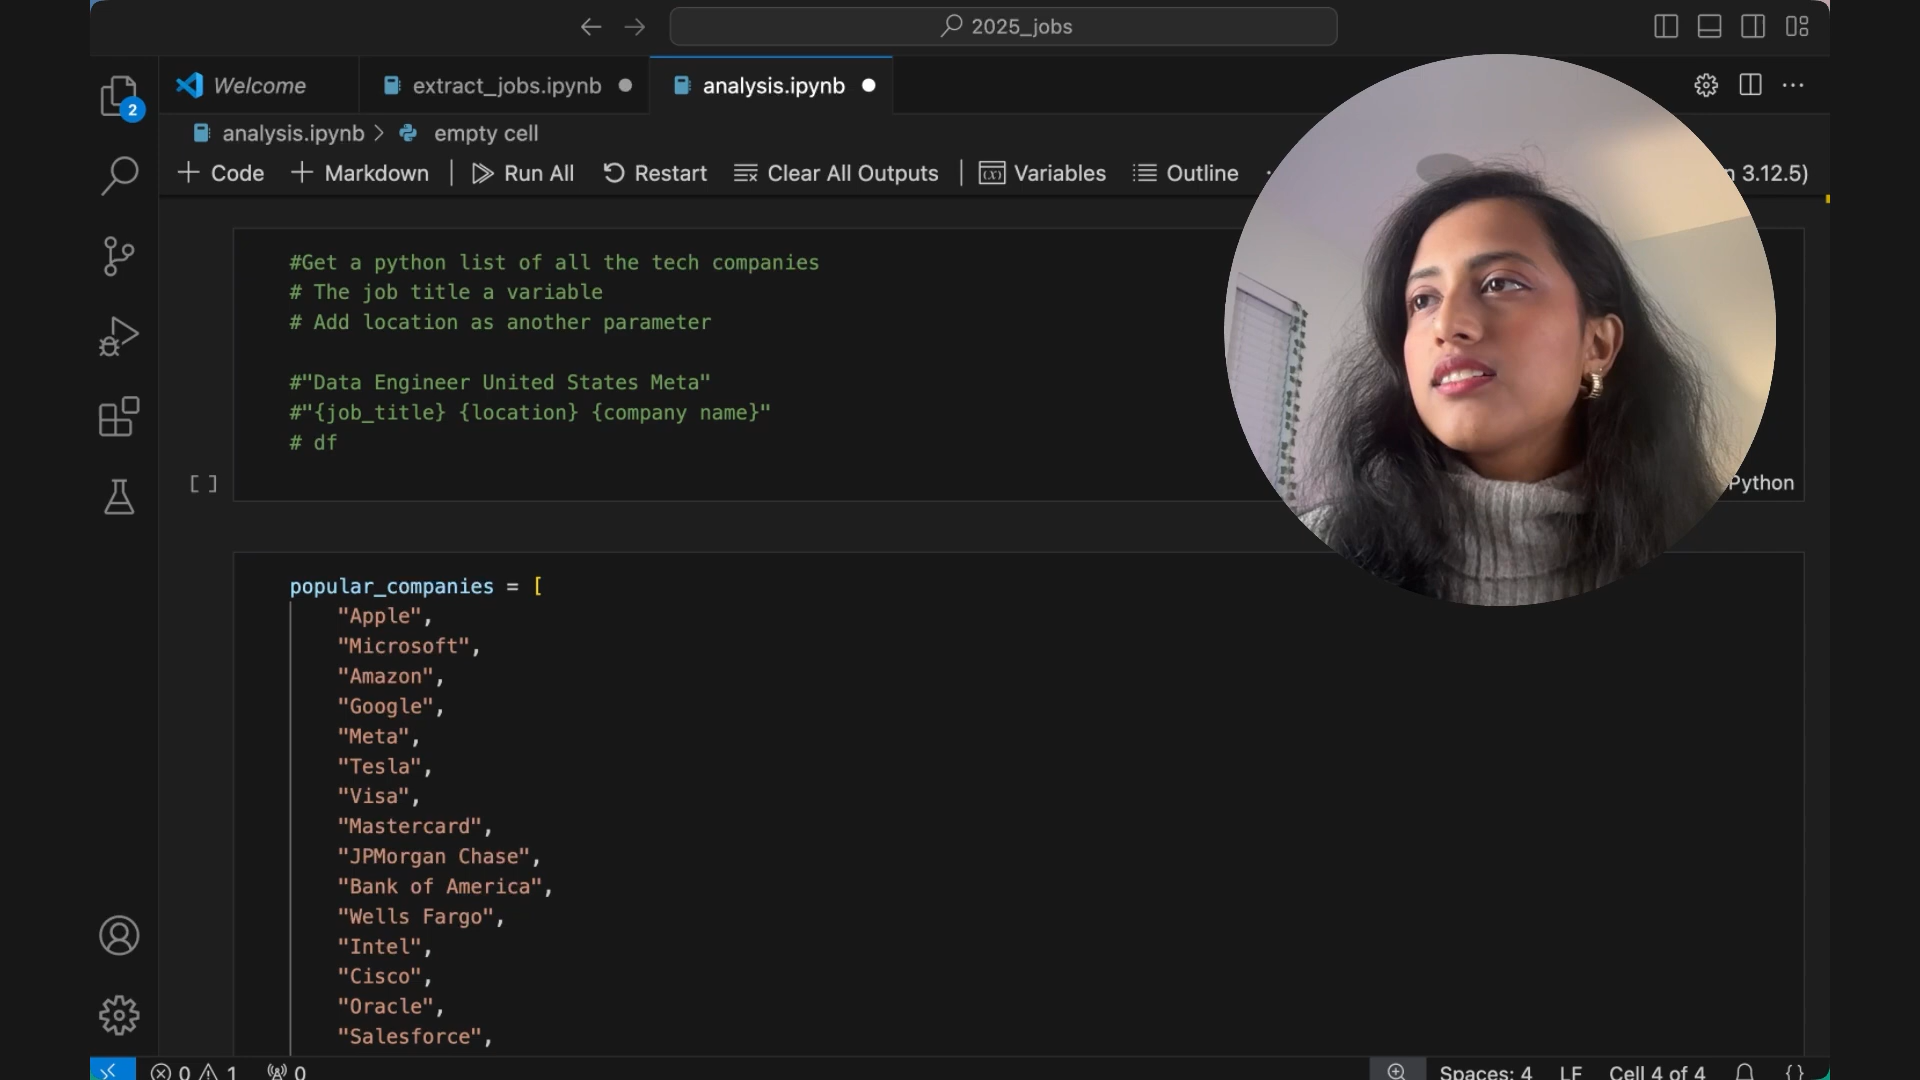 2025_jobs
Welcome
extract_jobs.ipynb
analysis.ipynb
2
analysis.ipynb > empty cell
+ Code + Markdown | Run All Restart Clear All Outputs | Variables Outline
3.12.5)
#Get a python list of all the tech companies
# The job title a variable
# Add location as another parameter
#"Data Engineer United States Meta"
#"{job_title} {location} {company name}"
# df
[ ]
Python
popular_companies = [
"Apple",
"Microsoft",
"Amazon",
"Google",
"Meta",
"Tesla",
"Visa",
"Mastercard",
"JPMorgan Chase",
"Bank of America",
"Wells Fargo",
"Intel",
"Cisco",
"Oracle",
"Salesforce",
0 1 0
Spaces: 4 LF Cell 4 of 4 {}